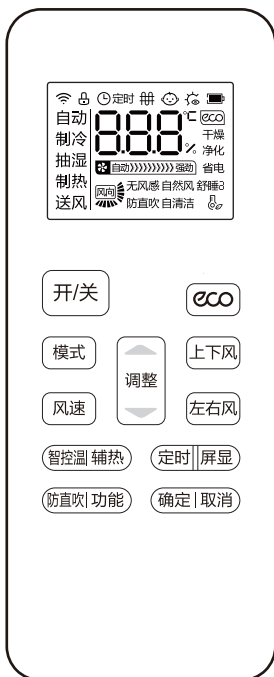 定时
自动
制冷
抽湿
制热
送风
888 ℃ %
eco
干燥
净化
省电
自动 强劲
风向
无风感 自然风 舒睡
防直吹 自清洁
开/关
eco
模式
调整
上下风
风速
左右风
智控温|辅热
定时||屏显
防直吹|功能
确定|取消